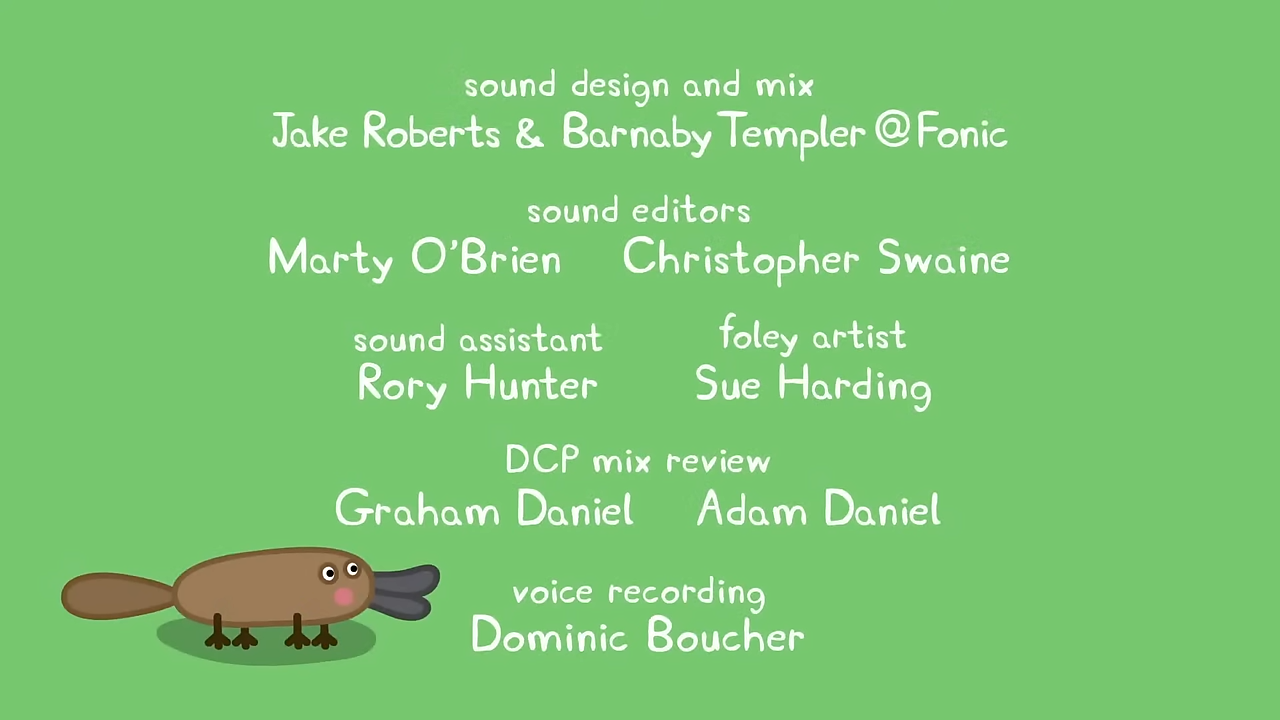 sound design and mix
Jake Roberts & Barnaby Templer @Fonic
sound editors
Marty O'Brien Christopher Swaine
sound assistant foley artist
Rory Hunter Sue Harding
DCP mix review
Graham Daniel Adam Daniel
voice recording
Dominic Boucher